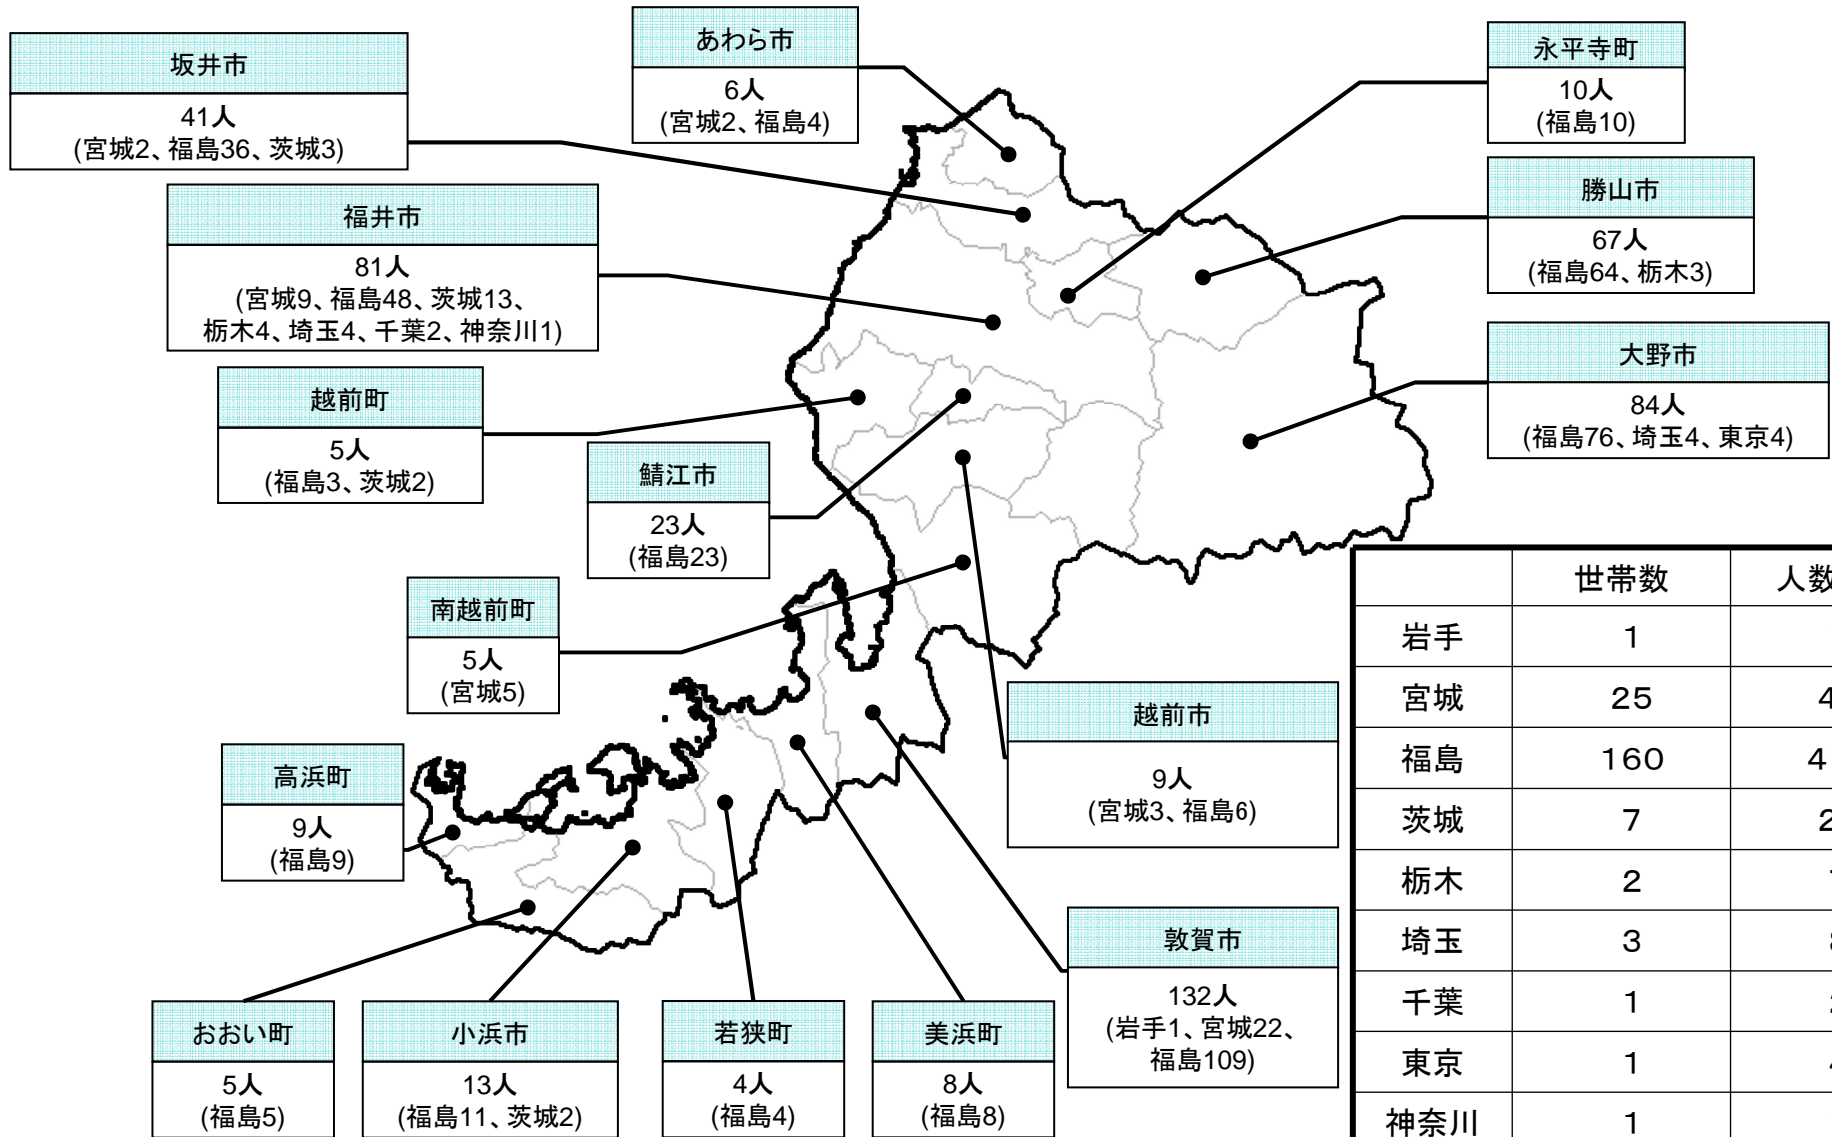 あわら市
6人
(宮城2、福島4)
永平寺町
10人
(福島10)
坂井市
41人
(宮城2、福島36、茨城3)
勝山市
67人
(福島64、栃木3)
福井市
81人
(宮城9、福島48、茨城13、
栃木4、埼玉4、千葉2、神奈川1)
大野市
84人
(福島76、埼玉4、東京4)
越前町
5人
(福島3、茨城2)
鯖江市
23人
(福島23)
南越前町
5人
(宮城5)
越前市
9人
(宮城3、福島6)
高浜町
9人
(福島9)
敦賀市
132人
(岩手1、宮城22、
福島109)
おおい町
5人
(福島5)
小浜市
13人
(福島11、茨城2)
若狭町
4人
(福島4)
美浜町
8人
(福島8)
世帯数 人数
岩手 1
宮城 25 4
福島 160 4
茨城 7 2
栃木 2
埼玉 3
千葉 1
東京 1
神奈川 1